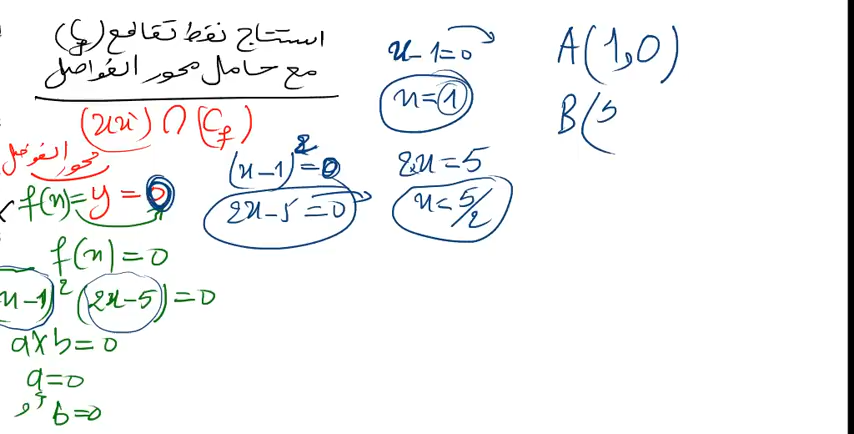 استنتاج نقط تقاطع (Cf)
مع حامل محور الفواصل
(xx') ∩ (Cf)
محور الفواصل
f(x)= y = 0
f(x) = 0
x-1)² (2x-5) = 0
a x b = 0
a = 0
أو b = 0
(x-1)² = 0
2x-5 = 0
x-1=0
x = 1
2x = 5
x = 5/2
A(1,0)
B(5